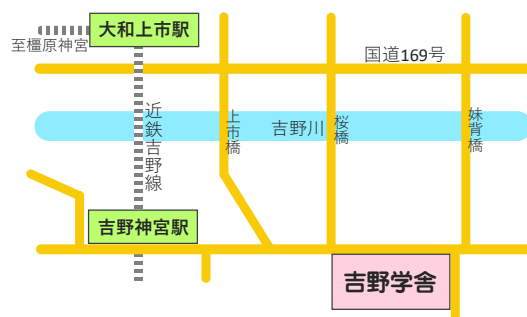 大和上市駅
至橿原神宮
国道169号
近鉄吉野線
上市橋
吉野川
桜橋
妹背橋
吉野神宮駅
吉野学舎